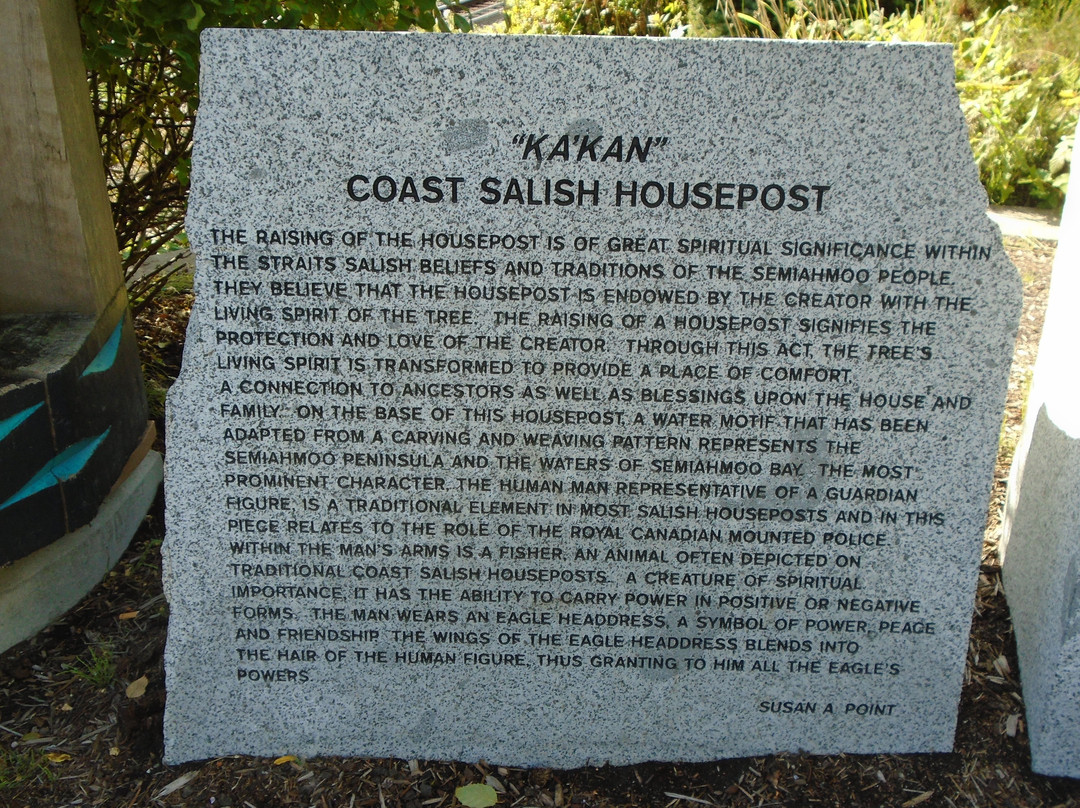 "KA'KAN"
COAST SALISH HOUSEPOST
THE RAISING OF THE HOUSEPOST IS OF GREAT SPIRITUAL SIGNIFICANCE WITHIN
THE STRAITS SALISH BELIEFS AND TRADITIONS OF THE SEMIAHMOO PEOPLE.
THEY BELIEVE THAT THE HOUSEPOST IS ENDOWED BY THE CREATOR WITH THE
LIVING SPIRIT OF THE TREE. THE RAISING OF A HOUSEPOST SIGNIFIES THE
PROTECTION AND LOVE OF THE CREATOR. THROUGH THIS ACT, THE TREE'S
LIVING SPIRIT IS TRANSFORMED TO PROVIDE A PLACE OF COMFORT,
A CONNECTION TO ANCESTORS AS WELL AS BLESSINGS UPON THE HOUSE AND
FAMILY. ON THE BASE OF THIS HOUSEPOST, A WATER MOTIF THAT HAS BEEN
ADAPTED FROM A CARVING AND WEAVING PATTERN REPRESENTS THE
SEMIAHMOO PENINSULA AND THE WATERS OF SEMIAHMOO BAY. THE MOST
PROMINENT CHARACTER, THE HUMAN MAN REPRESENTATIVE OF A GUARDIAN
FIGURE, IS A TRADITIONAL ELEMENT IN MOST SALISH HOUSEPOSTS AND IN THIS
PIECE RELATES TO THE ROLE OF THE ROYAL CANADIAN MOUNTED POLICE.
WITHIN THE MAN'S ARMS IS A FISHER, AN ANIMAL OFTEN DEPICTED ON
TRADITIONAL COAST SALISH HOUSEPOSTS. A CREATURE OF SPIRITUAL
IMPORTANCE, IT HAS THE ABILITY TO CARRY POWER IN POSITIVE OR NEGATIVE
FORMS. THE MAN WEARS AN EAGLE HEADDRESS, A SYMBOL OF POWER, PEACE
AND FRIENDSHIP. THE WINGS OF THE EAGLE HEADDRESS BLENDS INTO
THE HAIR OF THE HUMAN FIGURE, THUS GRANTING TO HIM ALL THE EAGLE'S
POWERS.
SUSAN A. POINT